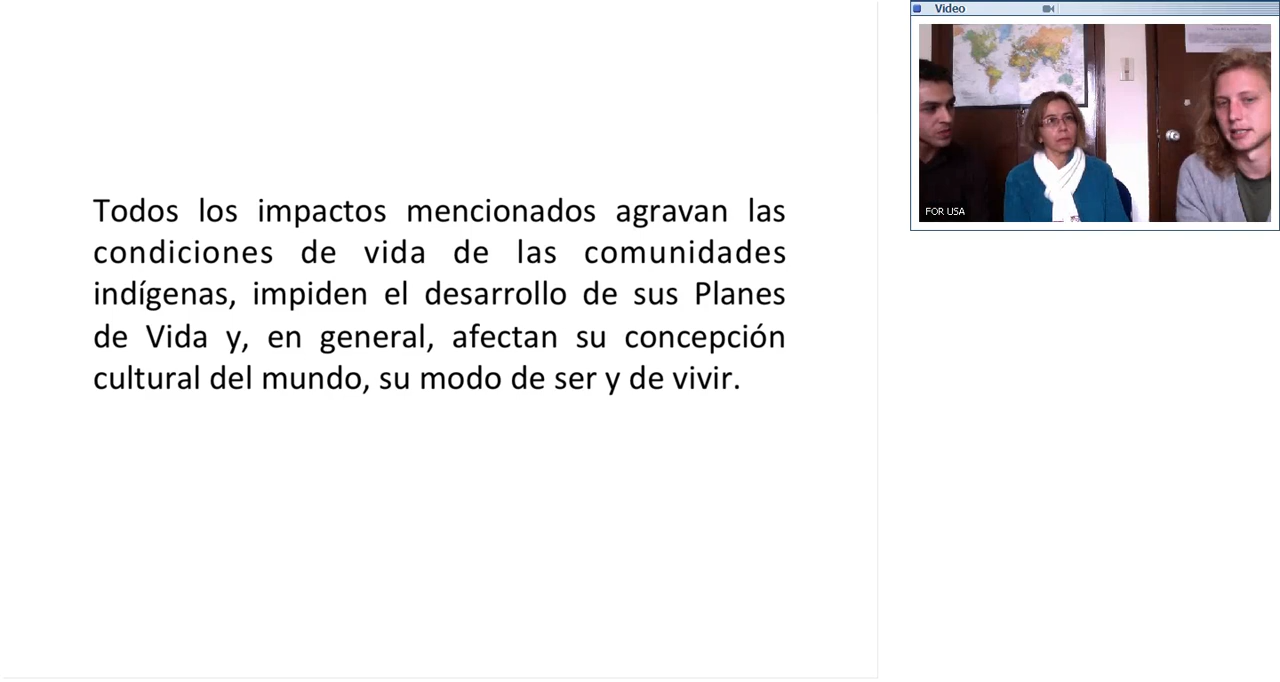 Video
FOR USA
Todos los impactos mencionados agravan las
condiciones de vida de las comunidades
indígenas, impiden el desarrollo de sus Planes
de Vida y, en general, afectan su concepción
cultural del mundo, su modo de ser y de vivir.